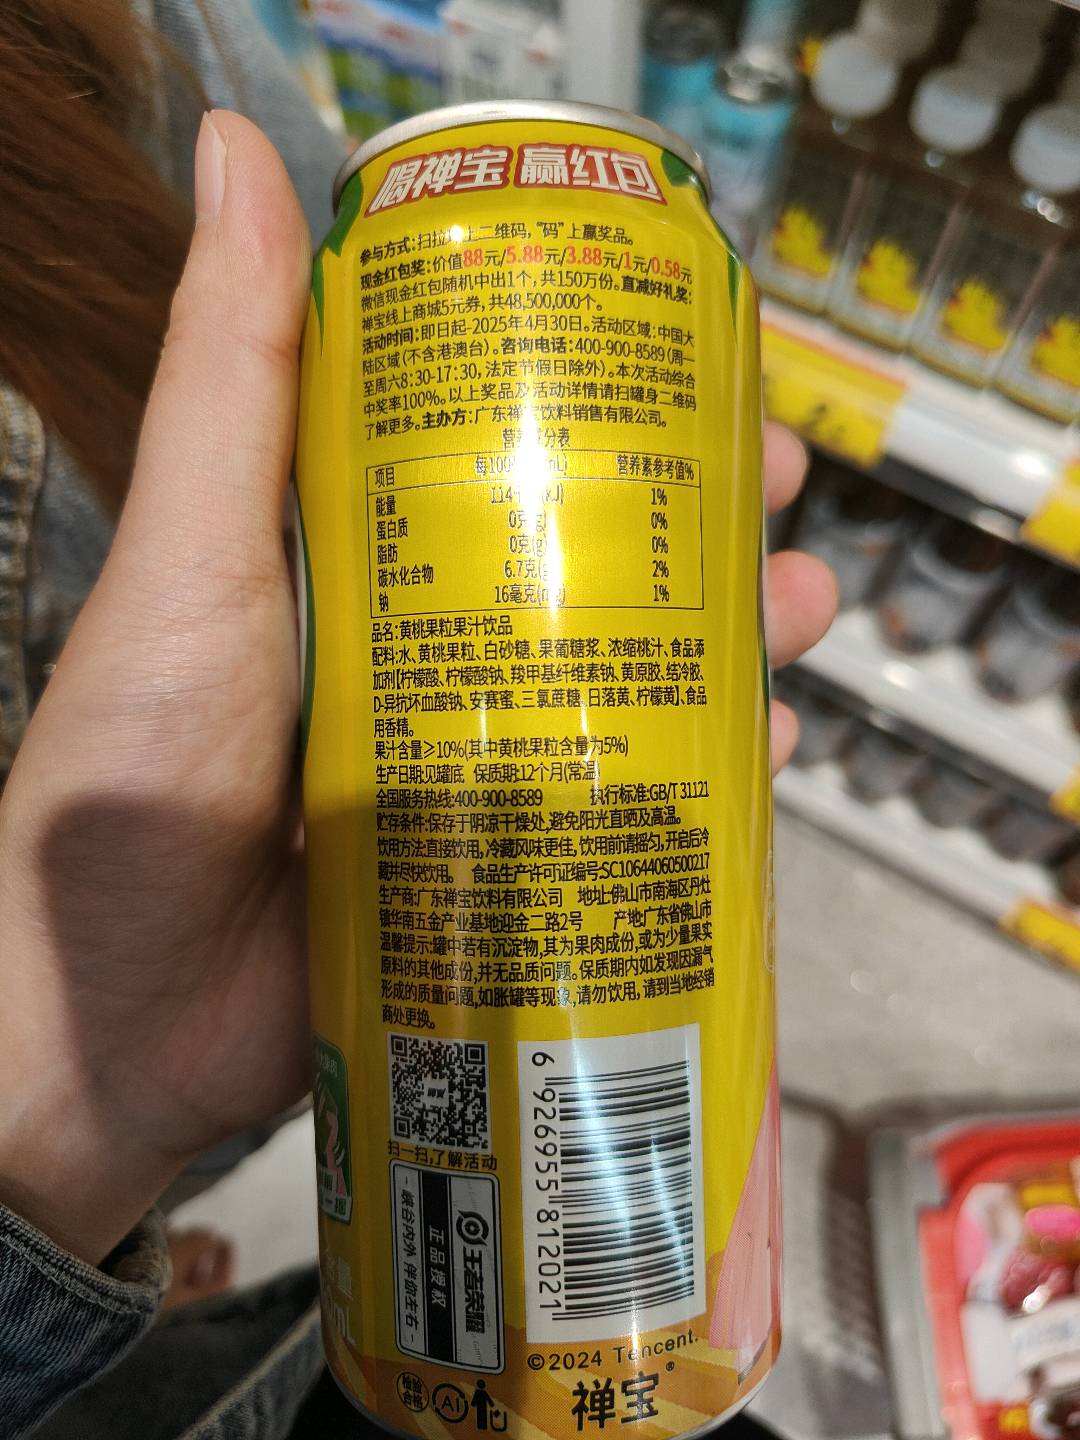 喝禅宝 赢红包
参与方式:扫拉环上二维码,“码”上赢奖品。
现金红包奖:价值88元/5.88元/3.88元/1元/0.58元
微信现金红包随机中出1个,共150万份。直减好礼奖:
禅宝线上商城5元券,共48,500,000个。
活动时间:即日起-2025年4月30日。活动区域:中国大
陆区域(不含港澳台)。咨询电话:400-900-8589(周一
至周六8:30-17:30,法定节假日除外)。本次活动综合
中奖率100%。以上奖品及活动详情请扫罐身二维码
了解更多。主办方:广东禅宝饮料销售有限公司。
营养成分表
项目 每100 (mL) 营养素参考值%
能量 114千 (kJ) 1%
蛋白质 0克(g) 0%
脂肪 0克(g) 0%
碳水化合物 6.7克(g 2%
钠 16毫克(mg) 1%
品名:黄桃果粒果汁饮品
配料:水、黄桃果粒、白砂糖、果葡糖浆、浓缩桃汁、食品添
加剂【柠檬酸、柠檬酸钠、羧甲基纤维素钠、黄原胶、结冷胶、
D-异抗坏血酸钠、安赛蜜、三氯蔗糖、日落黄、柠檬黄】、食品
用香精。
果汁含量≥10%(其中黄桃果粒含量为5%)
生产日期:见罐底 保质期:12个月(常温)
全国服务热线:400-900-8589 执行标准:GB/T 31121
贮存条件:保存于阴凉干燥处,避免阳光直晒及高温。
饮用方法:直接饮用,冷藏风味更佳,饮用前请摇匀,开启后冷
藏并尽快饮用。 食品生产许可证编号:SC10644060500217
生产商:广东禅宝饮料有限公司 地址:佛山市南海区丹灶
镇华南五金产业基地迎金二路2号 产地:广东省佛山市
温馨提示:罐中若有沉淀物,其为果肉成份,或为少量果实
原料的其他成份,并无品质问题。保质期内如发现因漏气
形成的质量问题,如胀罐等现象,请勿饮用,请到当地经销
商处更换。
扫一扫,了解活动
6 926955 812021
王者荣耀
正品授权
- 峡谷内外 伴你左右 -
©2024 Tencent.
检验合格
Al
禅宝®